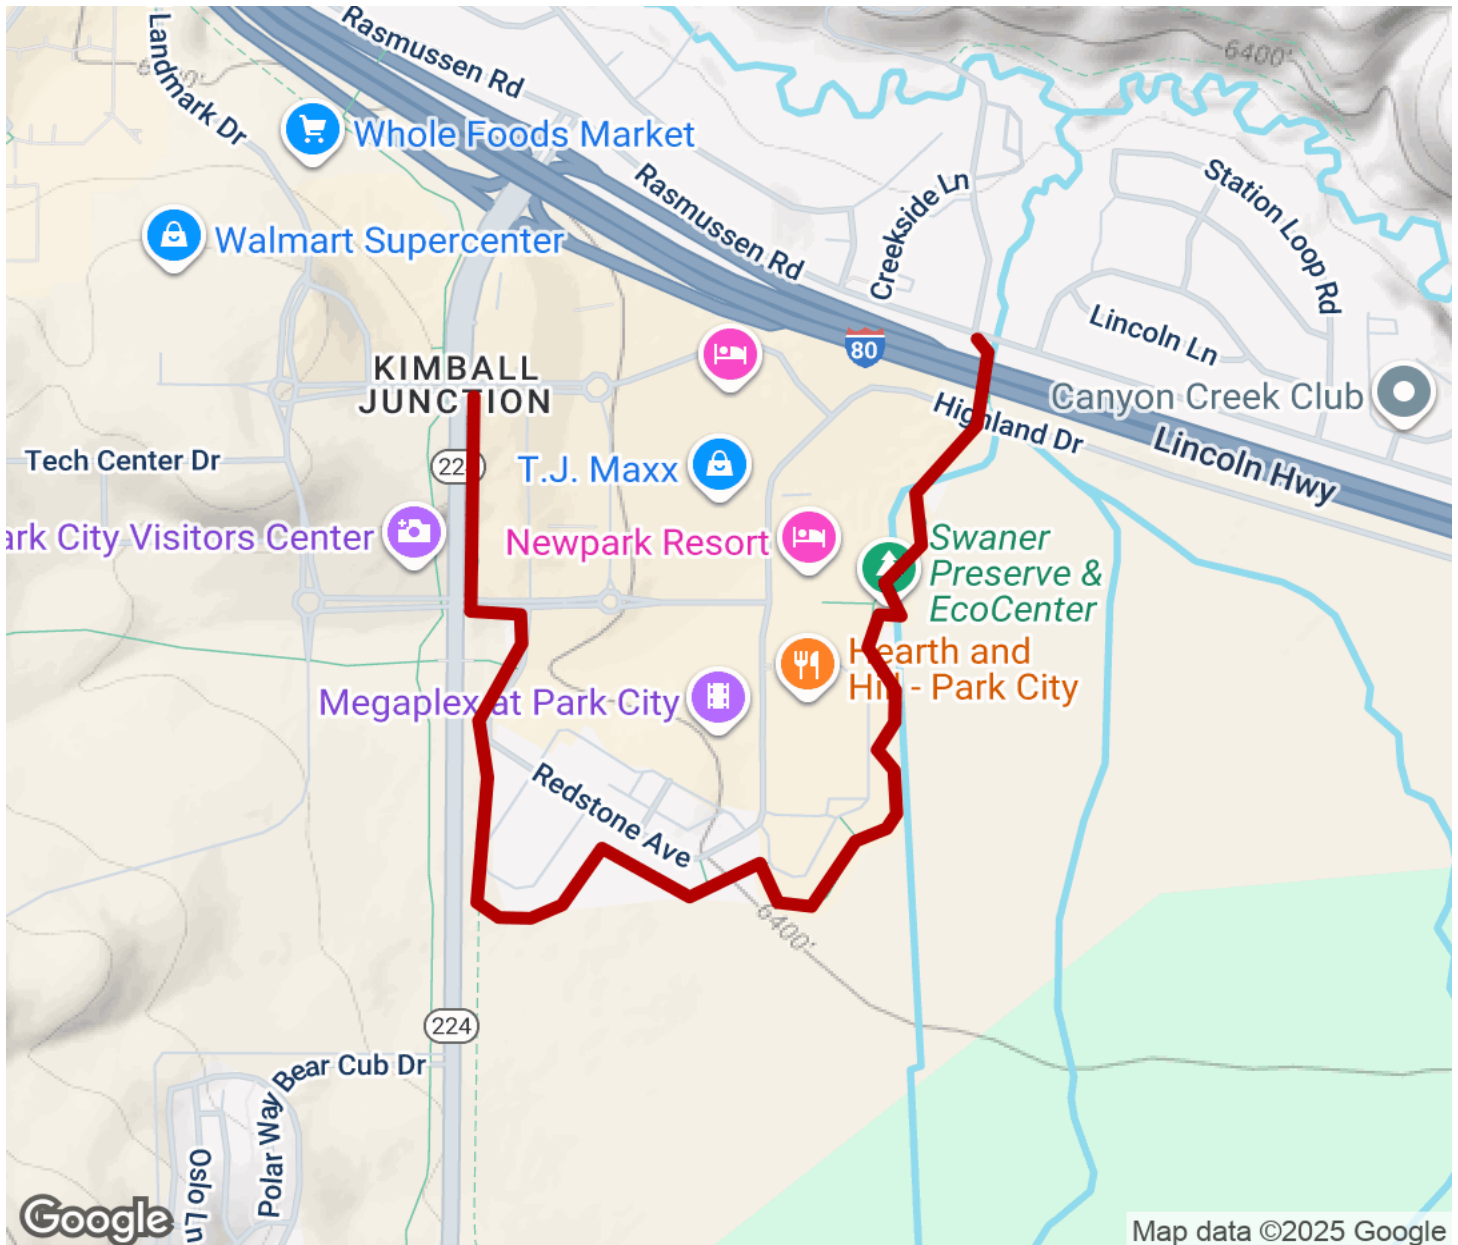 Rasmussen Rd
Landmark Dr
6400'
Whole Foods Market
Rasmussen Rd
Station Loop Rd
Creekside Ln
Walmart Supercenter
Lincoln Ln
80
KIMBALL
JUNCTION
Canyon Creek Club
Highland Dr
Lincoln Hwy
Tech Center Dr
T.J. Maxx
ark City Visitors Center
Newpark Resort
Swaner
Preserve &
EcoCenter
Hearth and
Hill - Park City
Megaplex at Park City
Redstone Ave
6400'
224
Bear Cub Dr
Polar Way
Oslo Ln
Google
Map data ©2025 Google